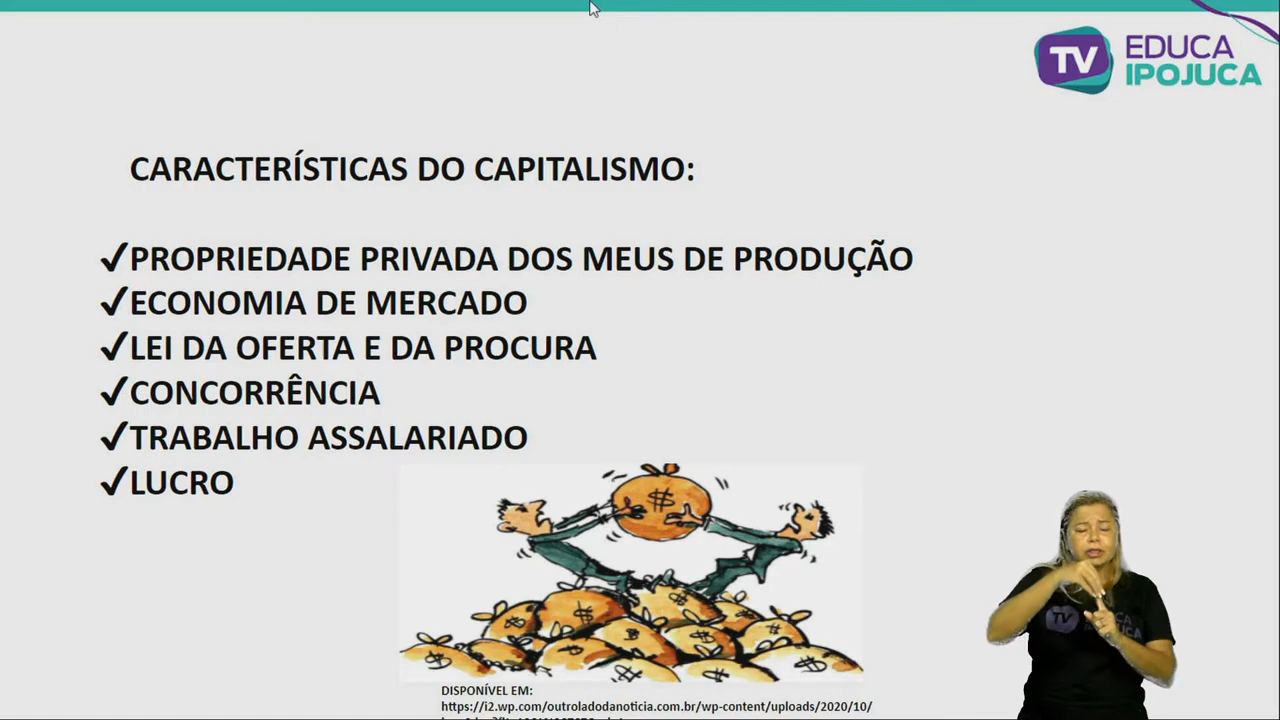 TV EDUCA
IPOJUCA
CARACTERÍSTICAS DO CAPITALISMO:
✔PROPRIEDADE PRIVADA DOS MEUS DE PRODUÇÃO
✔ECONOMIA DE MERCADO
✔LEI DA OFERTA E DA PROCURA
✔CONCORRÊNCIA
✔TRABALHO ASSALARIADO
✔LUCRO
DISPONÍVEL EM:
https://i2.wp.com/outroladodanoticia.com.br/wp-content/uploads/2020/10/